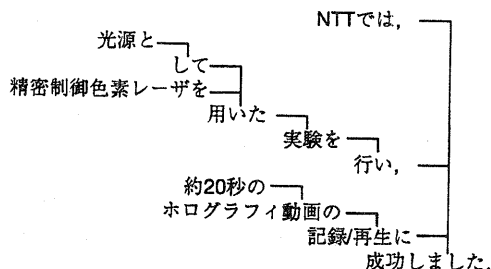 NTTでは,
光源と
して
精密制御色素レーザを
用いた
実験を
行い,
約20秒の
ホログラフィ動画の
記録/再生に
成功しました.